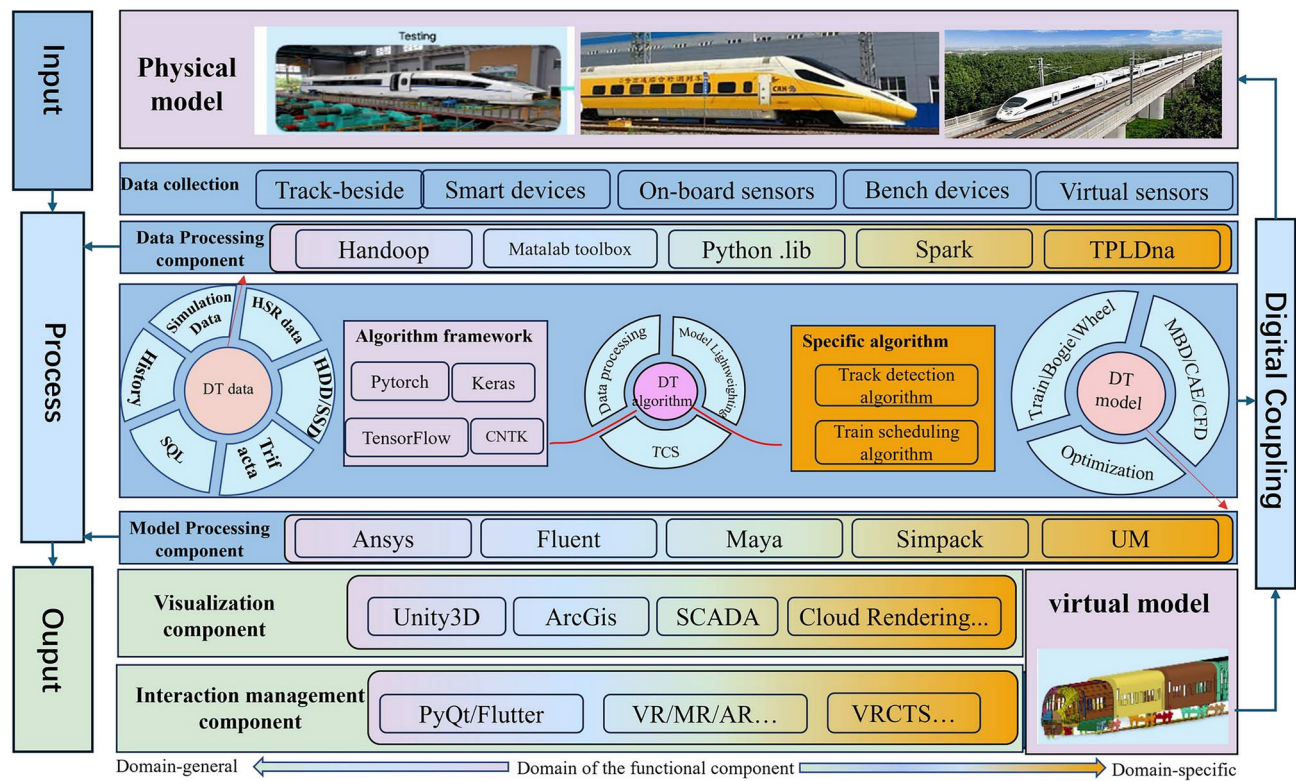 Input
Process
Ouput
Physical
model
Testing
CRH
Data collection
Track-beside
Smart devices
On-board sensors
Bench devices
Virtual sensors
Data Processing
component
Handoop
Matalab toolbox
Python .lib
Spark
TPLDna
Simulation
Data
HSR data
HDD/SSD
Trif
acta
SQL
History
DT data
Algorithm framework
Pytorch
Keras
TensorFlow
CNTK
Data processing
Model Lightweighting
TCS
DT
algorithm
Specific algorithm
Track detection
algorithm
Train scheduling
algorithm
Train\Bogie\Wheel
MBD/CAE/CFD
Optimization
DT
model
Model Processing
component
Ansys
Fluent
Maya
Simpack
UM
Visualization
component
Unity3D
ArcGis
SCADA
Cloud Rendering...
Interaction management
component
PyQt/Flutter
VR/MR/AR…
VRCTS…
virtual model
Digital Coupling
Domain-general
Domain of the functional component
Domain-specific